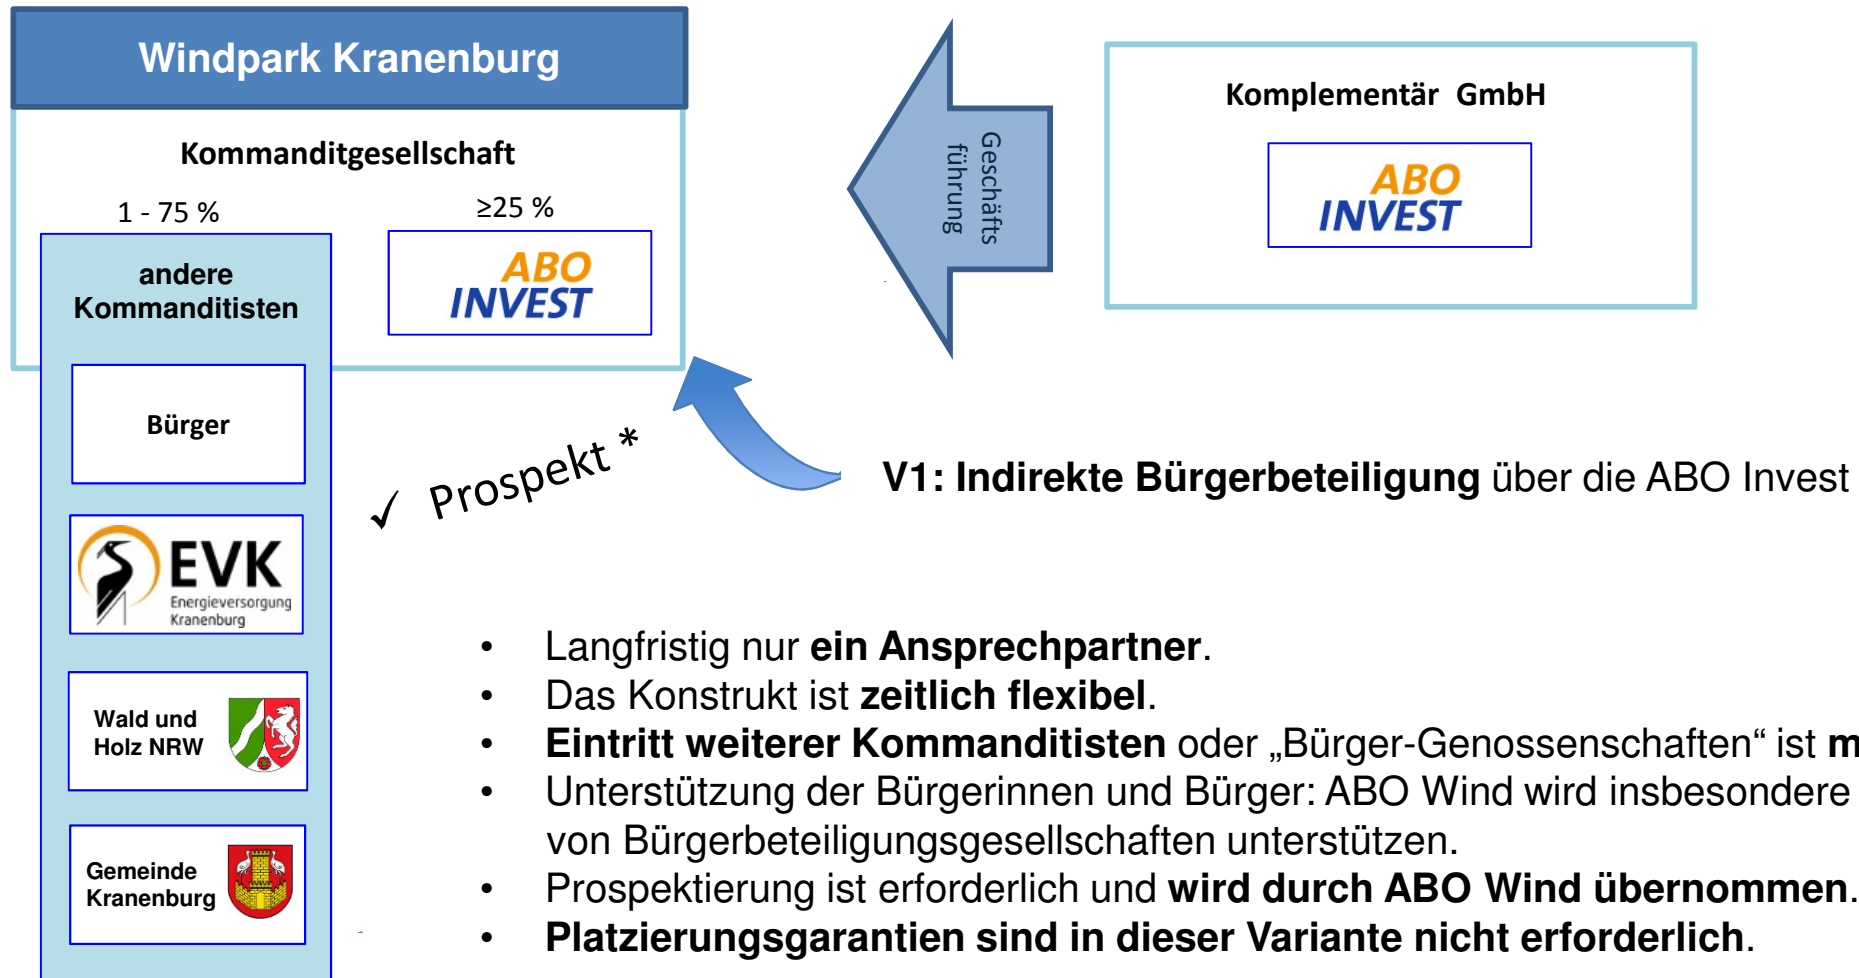 Windpark Kranenburg
Kommanditgesellschaft
1 - 75 %
≥25 %
andere
Kommanditisten
ABO
INVEST
Bürger
EVK
Energieversorgung
Kranenburg
Wald und
Holz NRW
Gemeinde
Kranenburg
Geschäfts
führung
Komplementär GmbH
ABO
INVEST
✓ Prospekt *
V1: Indirekte Bürgerbeteiligung über die ABO Invest
• Langfristig nur ein Ansprechpartner.
• Das Konstrukt ist zeitlich flexibel.
• Eintritt weiterer Kommanditisten oder „Bürger-Genossenschaften“ ist m
• Unterstützung der Bürgerinnen und Bürger: ABO Wind wird insbesondere
von Bürgerbeteiligungsgesellschaften unterstützen.
• Prospektierung ist erforderlich und wird durch ABO Wind übernommen.
• Platzierungsgarantien sind in dieser Variante nicht erforderlich.